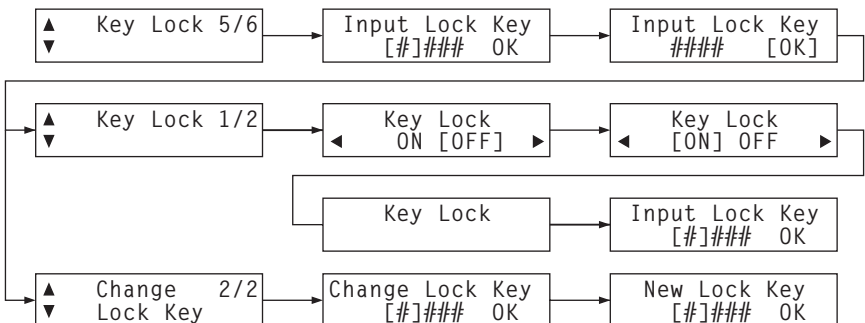 ▲ Key Lock 5/6
▼
Input Lock Key
[#]### OK
Input Lock Key
#### [OK]
▲ Key Lock 1/2
▼
Key Lock
◀ ON [OFF] ▶
Key Lock
◀ [ON] OFF ▶
Key Lock
Input Lock Key
[#]### OK
▲ Change 2/2
▼ Lock Key
Change Lock Key
[#]### OK
New Lock Key
[#]### OK